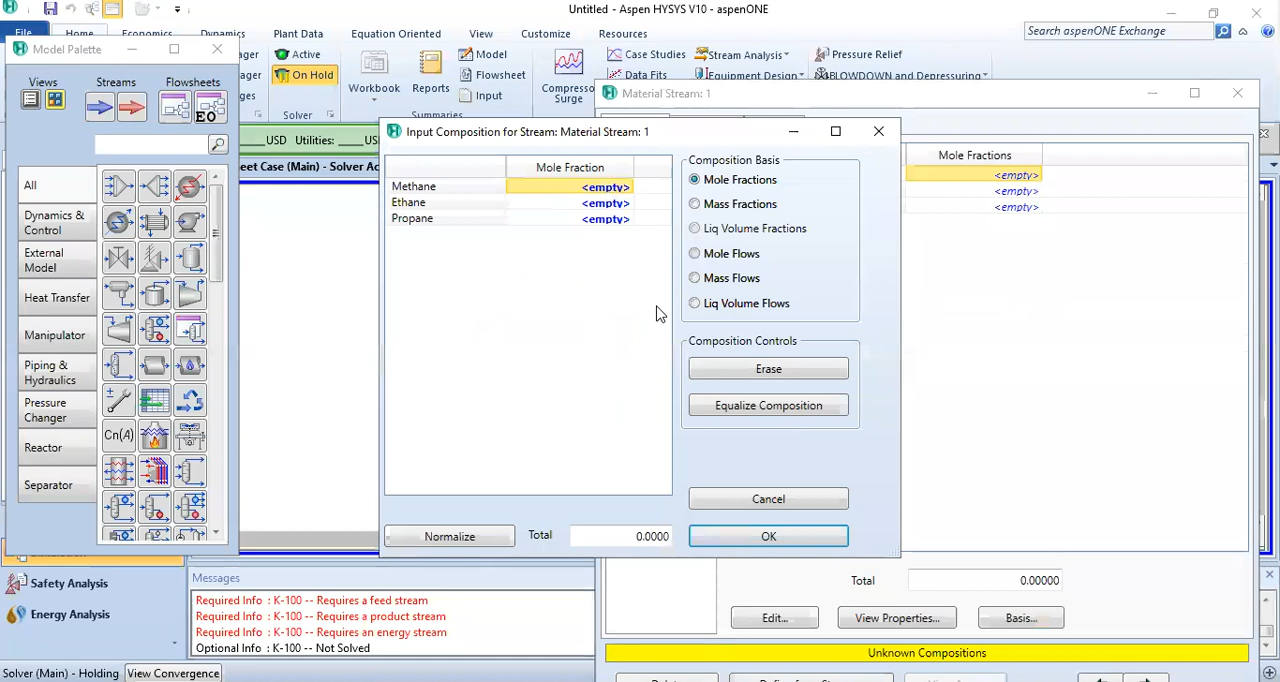 Untitled - Aspen HYSYS V10 - aspenONE
File
Home
Economics
Dynamics
Plant Data
Equation Oriented
View
Customize
Resources
Search aspenONE Exchange
Model Palette
Views
Streams
Flowsheets
EO
All
Dynamics &
Control
External
Model
Heat Transfer
Manipulator
Piping &
Hydraulics
Pressure
Changer
Reactor
Separator
Cn(A)
Active
On Hold
Solver
Workbook
Reports
Model
Flowsheet
Input
Summaries
Compressor
Surge
Case Studies
Data Fits
Stream Analysis
Equipment Design
Pressure Relief
BLOWDOWN and Depressuring
USD Utilities:
Material Stream: 1
Input Composition for Stream: Material Stream: 1
Mole Fraction
Methane <empty>
Ethane <empty>
Propane <empty>
Composition Basis
Mole Fractions
Mass Fractions
Liq Volume Fractions
Mole Flows
Mass Flows
Liq Volume Flows
Composition Controls
Erase
Equalize Composition
Cancel
OK
Normalize
Total 0.0000
Mole Fractions
<empty>
<empty>
<empty>
Total 0.00000
Edit...
View Properties...
Basis...
Unknown Compositions
Safety Analysis
Energy Analysis
Messages
Required Info : K-100 -- Requires a feed stream
Required Info : K-100 -- Requires a product stream
Required Info : K-100 -- Requires an energy stream
Optional Info : K-100 -- Not Solved
Solver (Main) - Holding
View Convergence